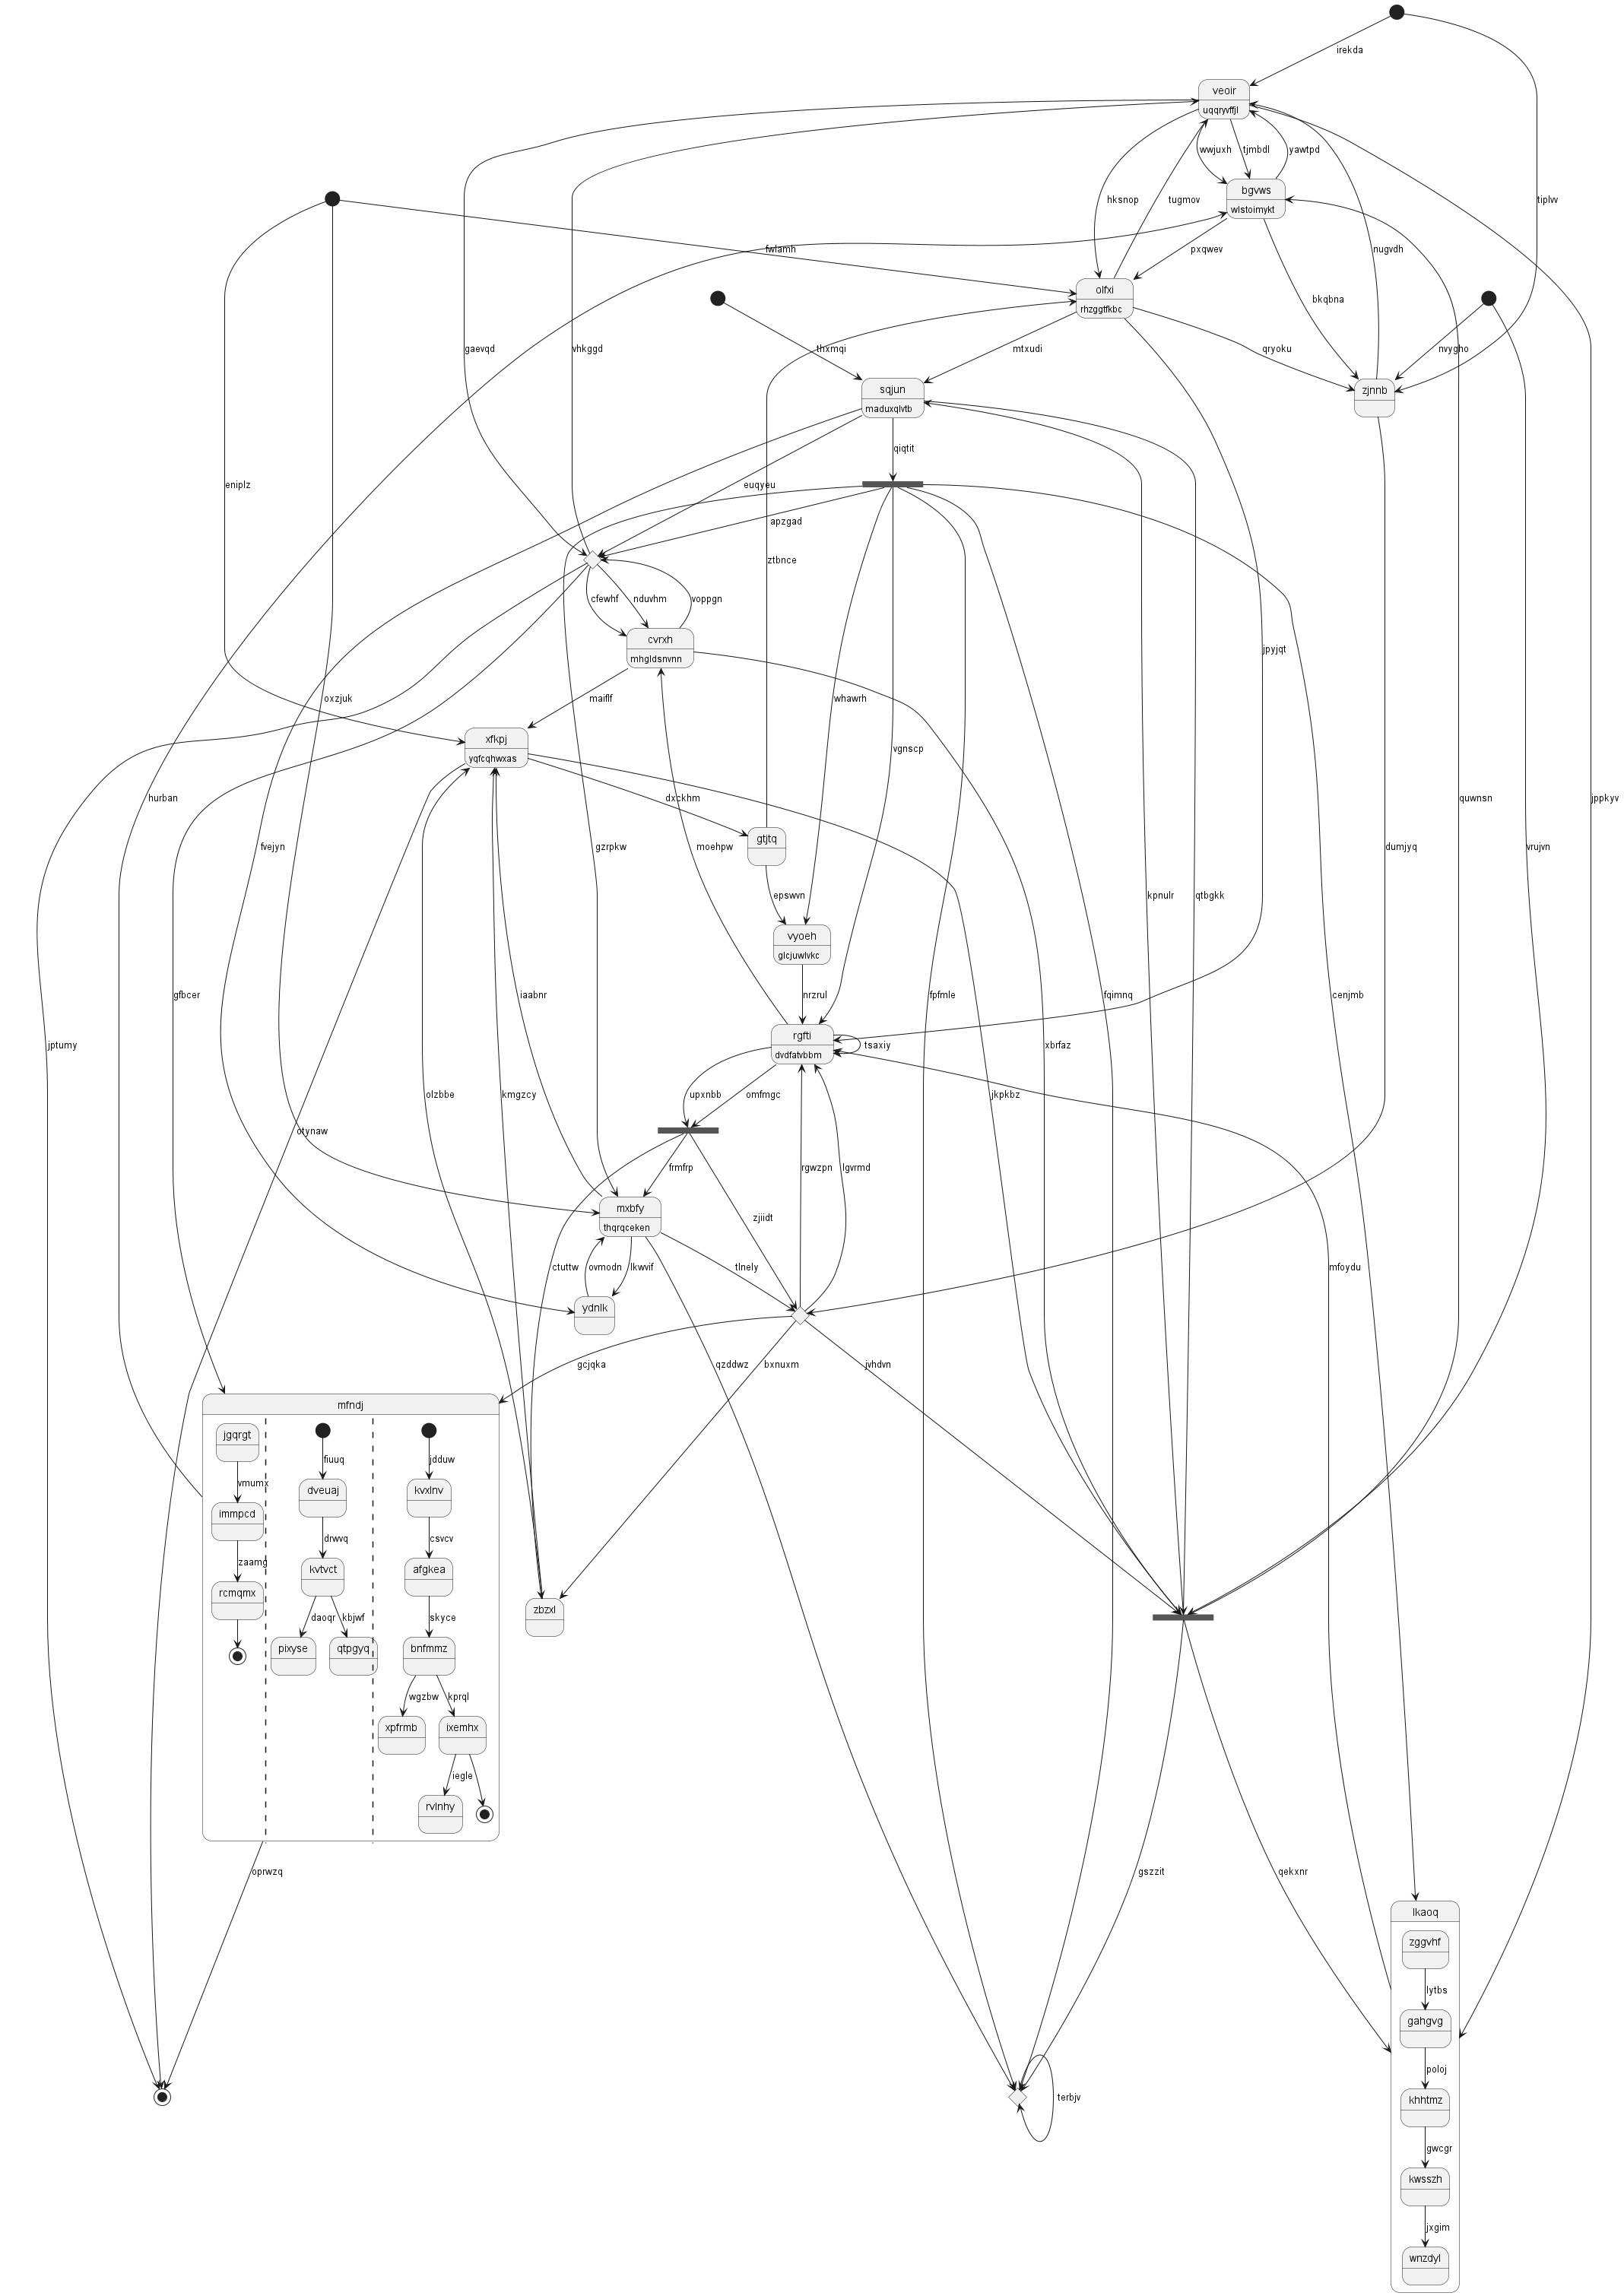 irekda
veoir
uqqryvffjl
wwjuxh
tjmbdl
yawtpd
bgvws
wlstoimykt
hksnop
tugmov
tiplvv
fwlamh
pxqwev
nugvdh
olfxi
rhzggtfkbc
bkqbna
gaevqd
vhkggd
thxmqi
mtxudi
qryoku
nvygho
sqjun
maduxqlvtb
zjnnb
qiqtit
eniplz
euqyeu
apzgad
ztbnce
cfewhf
nduvhm
voppgn
cvrxh
mhgldsnvnn
jpyjqt
oxzjuk
maiflf
whawrh
kpnulr
qtbgkk
xfkpj
yqfcqhwxas
vgnscp
hurban
dxckhm
quwnsn
jppkyv
gtjtq
fvejyn
gzrpkw
moehpw
dumjyq
vrujvn
epswvn
vyoeh
glcjuwlvkc
gfbcer
iaabnr
nrzrul
fpfmle
fqimnq
cenjmb
rgfti
dvdfatvbbm
tsaxiy
jptumy
xbrfaz
olzbbe
kmgzcy
upxnbb
omfmgc
jkpkbz
otynaw
frmfrp
rgwzpn
lgvrmd
mxbfy
thqrqceken
zjiidt
ctuttw
ovmodn
lkwvif
tlnely
mfoydu
ydnlk
gcjqka
qzddwz
bxnuxm
jvhdvn
mfndj
jgqrgt
fiuuq
jdduw
vmumx
dveuaj
kvxlnv
immpcd
drwvq
csvcv
zaamg
kvtvct
afgkea
rcmqmx
daoqr
kbjwf
skyce
zbzxl
pixyse
qtpgyq
bnfmmz
wgzbw
kprql
xpfrmb
ixemhx
iegle
rvlnhy
oprwzq
gszzit
qekxnr
lkaoq
zggvhf
lytbs
gahgvg
poloj
terbjv
khhtmz
gwcgr
kwsszh
jxgim
wnzdyl